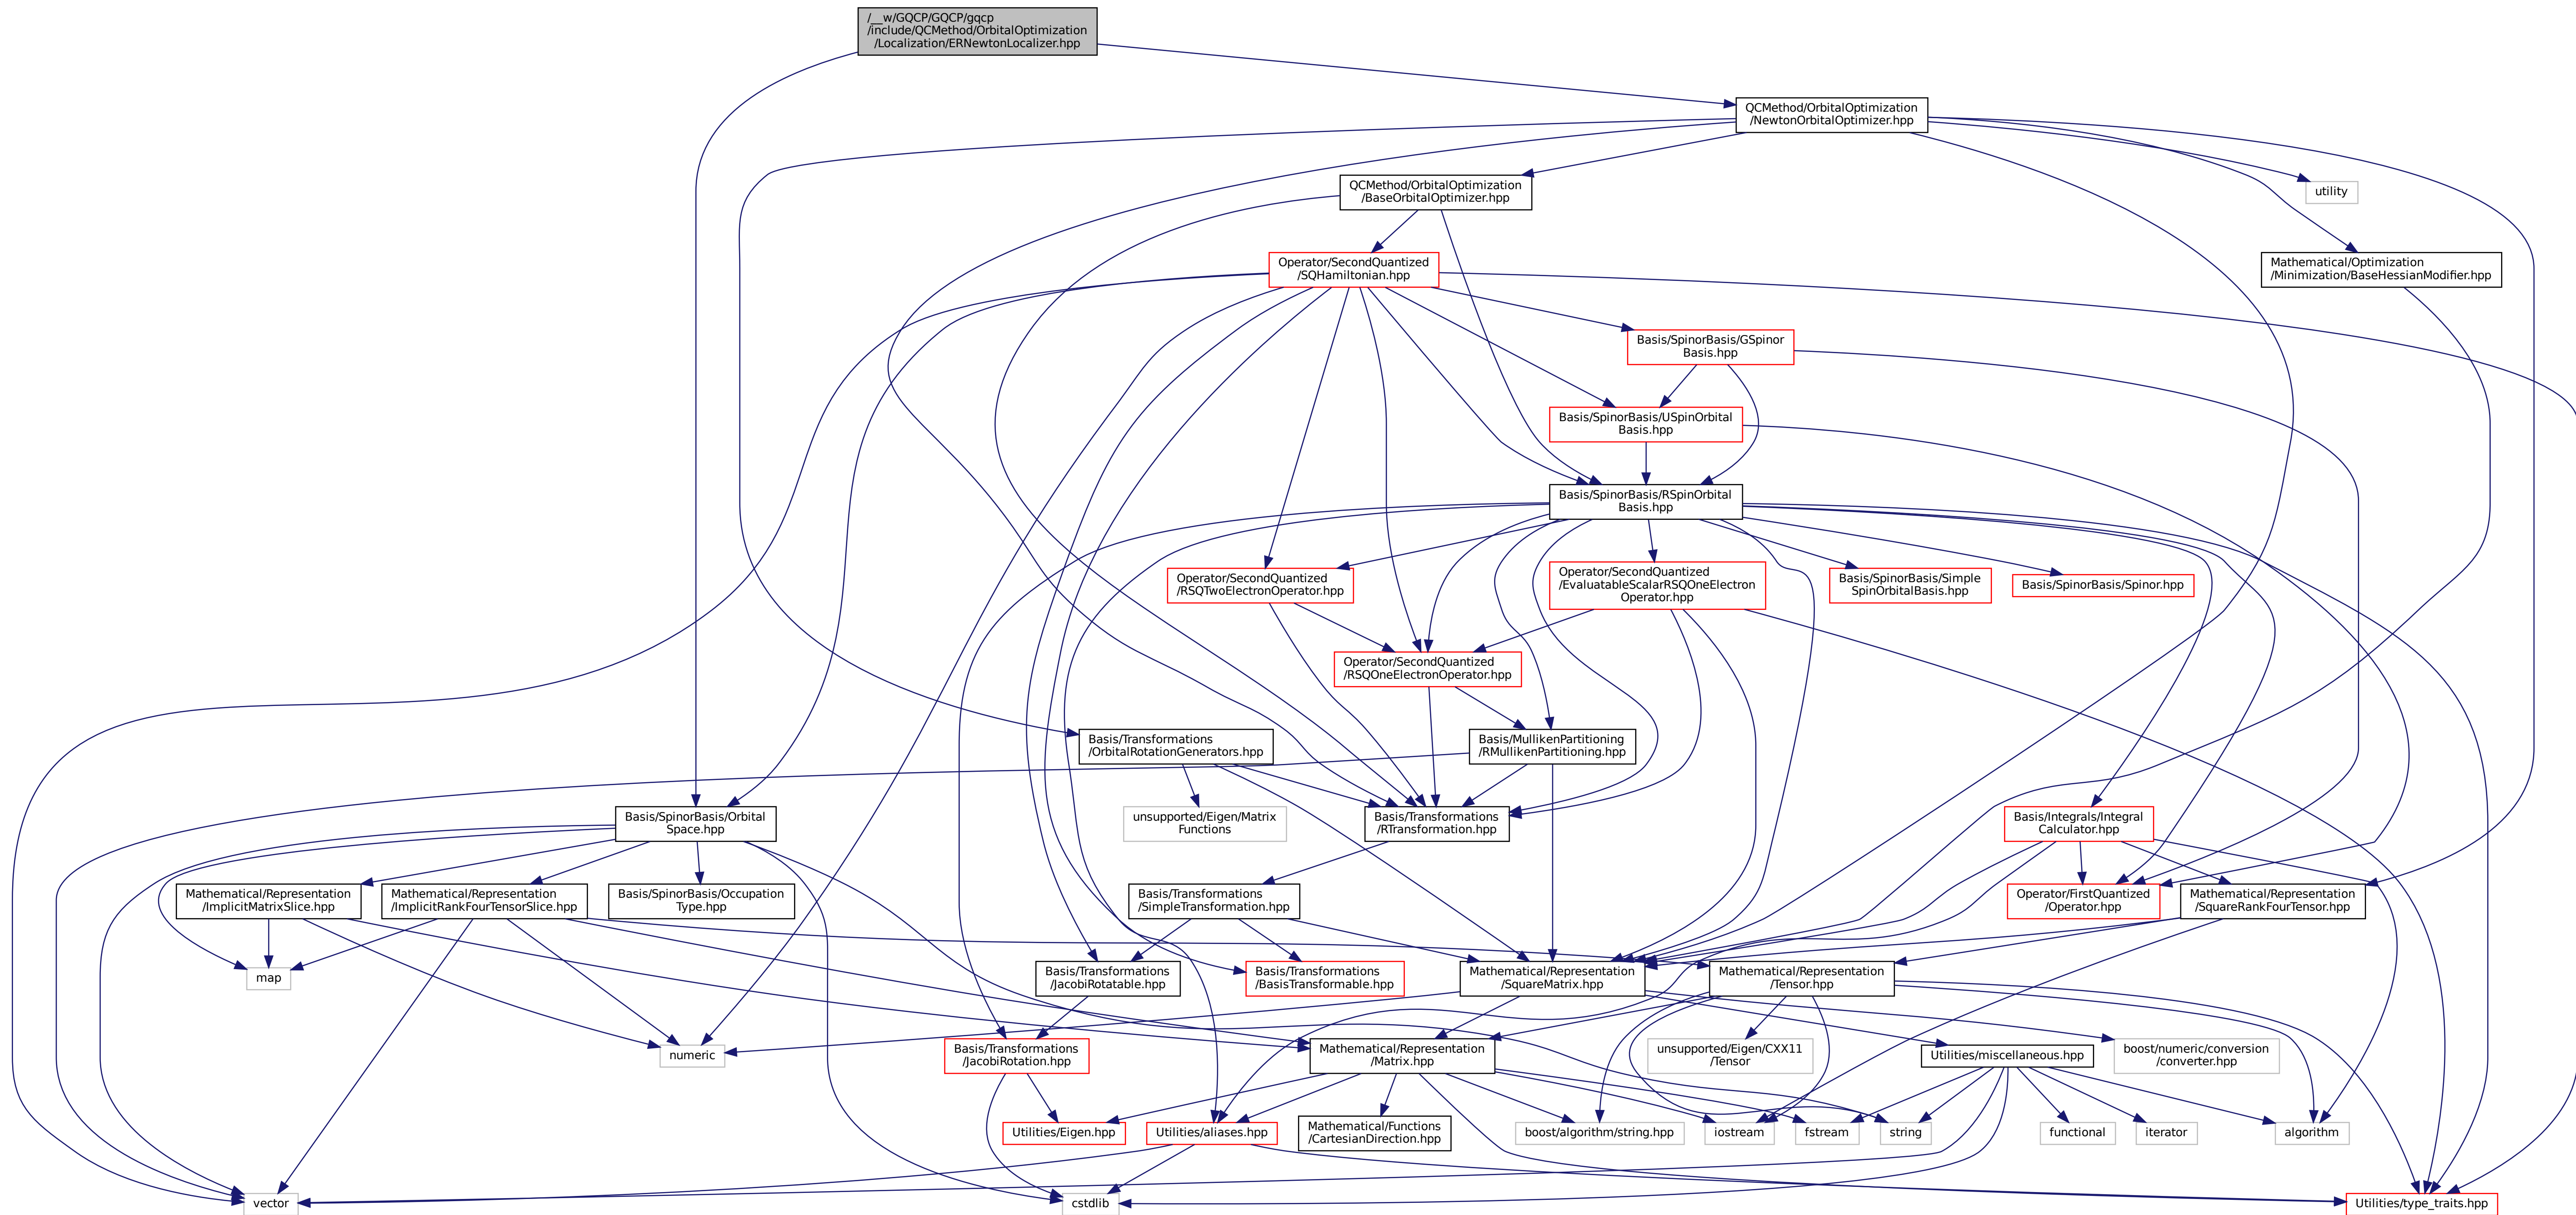 /__w/GQCP/GQCP/gqcp
/include/QCMethod/OrbitalOptimization
/Localization/ERNewtonLocalizer.hpp
QCMethod/OrbitalOptimization
/NewtonOrbitalOptimizer.hpp
QCMethod/OrbitalOptimization
/BaseOrbitalOptimizer.hpp
utility
Operator/SecondQuantized
/SQHamiltonian.hpp
Mathematical/Optimization
/Minimization/BaseHessianModifier.hpp
Basis/SpinorBasis/GSpinor
Basis.hpp
Basis/SpinorBasis/USpinOrbital
Basis.hpp
Basis/SpinorBasis/RSpinOrbital
Basis.hpp
Operator/SecondQuantized
/RSQTwoElectronOperator.hpp
Operator/SecondQuantized
/EvaluatableScalarRSQOneElectron
Operator.hpp
Basis/SpinorBasis/Simple
SpinOrbitalBasis.hpp
Basis/SpinorBasis/Spinor.hpp
Operator/SecondQuantized
/RSQOneElectronOperator.hpp
Basis/Transformations
/OrbitalRotationGenerators.hpp
Basis/MullikenPartitioning
/RMullikenPartitioning.hpp
Basis/SpinorBasis/Orbital
Space.hpp
unsupported/Eigen/Matrix
Functions
Basis/Transformations
/RTransformation.hpp
Basis/Integrals/Integral
Calculator.hpp
Mathematical/Representation
/ImplicitMatrixSlice.hpp
Mathematical/Representation
/ImplicitRankFourTensorSlice.hpp
Basis/SpinorBasis/Occupation
Type.hpp
Basis/Transformations
/SimpleTransformation.hpp
Operator/FirstQuantized
/Operator.hpp
Mathematical/Representation
/SquareRankFourTensor.hpp
map
Basis/Transformations
/JacobiRotatable.hpp
Basis/Transformations
/BasisTransformable.hpp
Mathematical/Representation
/SquareMatrix.hpp
Mathematical/Representation
/Tensor.hpp
numeric
Basis/Transformations
/JacobiRotation.hpp
Mathematical/Representation
/Matrix.hpp
unsupported/Eigen/CXX11
/Tensor
Utilities/miscellaneous.hpp
boost/numeric/conversion
/converter.hpp
Utilities/Eigen.hpp
Utilities/aliases.hpp
Mathematical/Functions
/CartesianDirection.hpp
boost/algorithm/string.hpp
iostream
fstream
string
functional
iterator
algorithm
vector
cstdlib
Utilities/type_traits.hpp